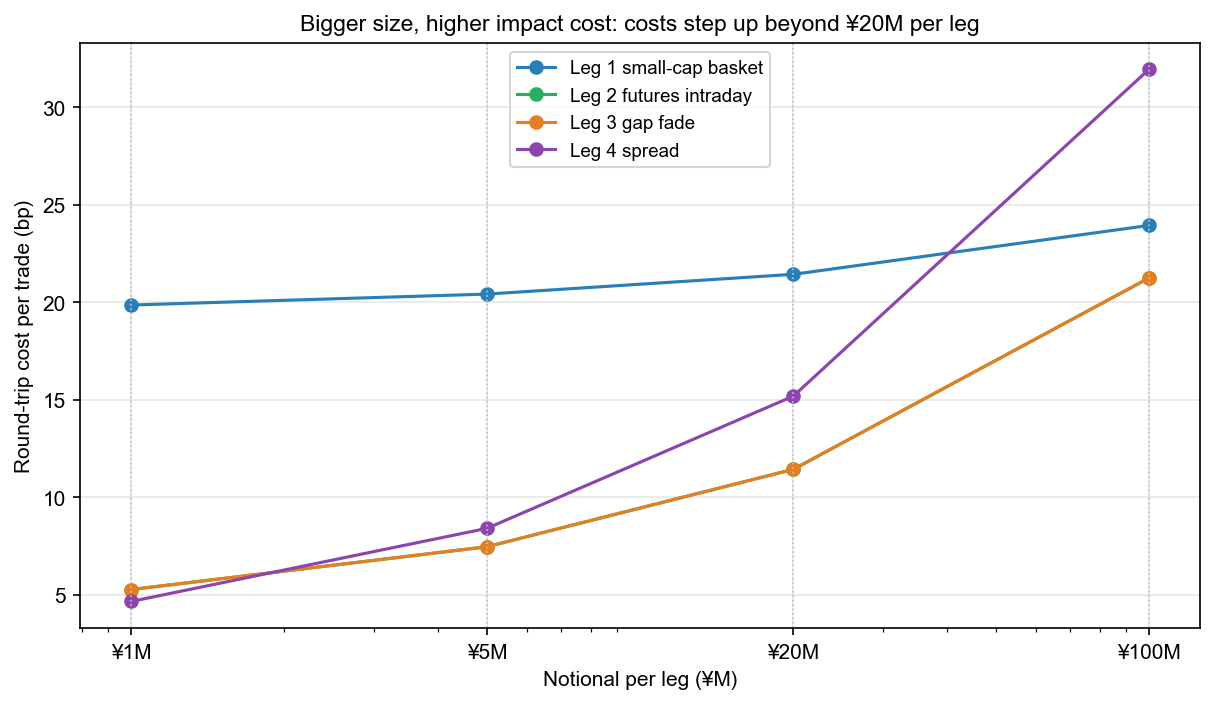 Bigger size, higher impact cost: costs step up beyond ¥20M per leg
Leg 1 small-cap basket
Leg 2 futures intraday
Leg 3 gap fade
Leg 4 spread
Round-trip cost per trade (bp)
30
25
20
15
10
5
¥1M ¥5M ¥20M ¥100M
Notional per leg (¥M)